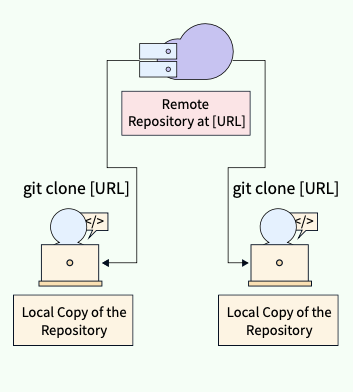 Remote
Repository at [URL]
git clone [URL]
git clone [URL]
</>
</>
Local Copy of the
Repository
Local Copy of the
Repository